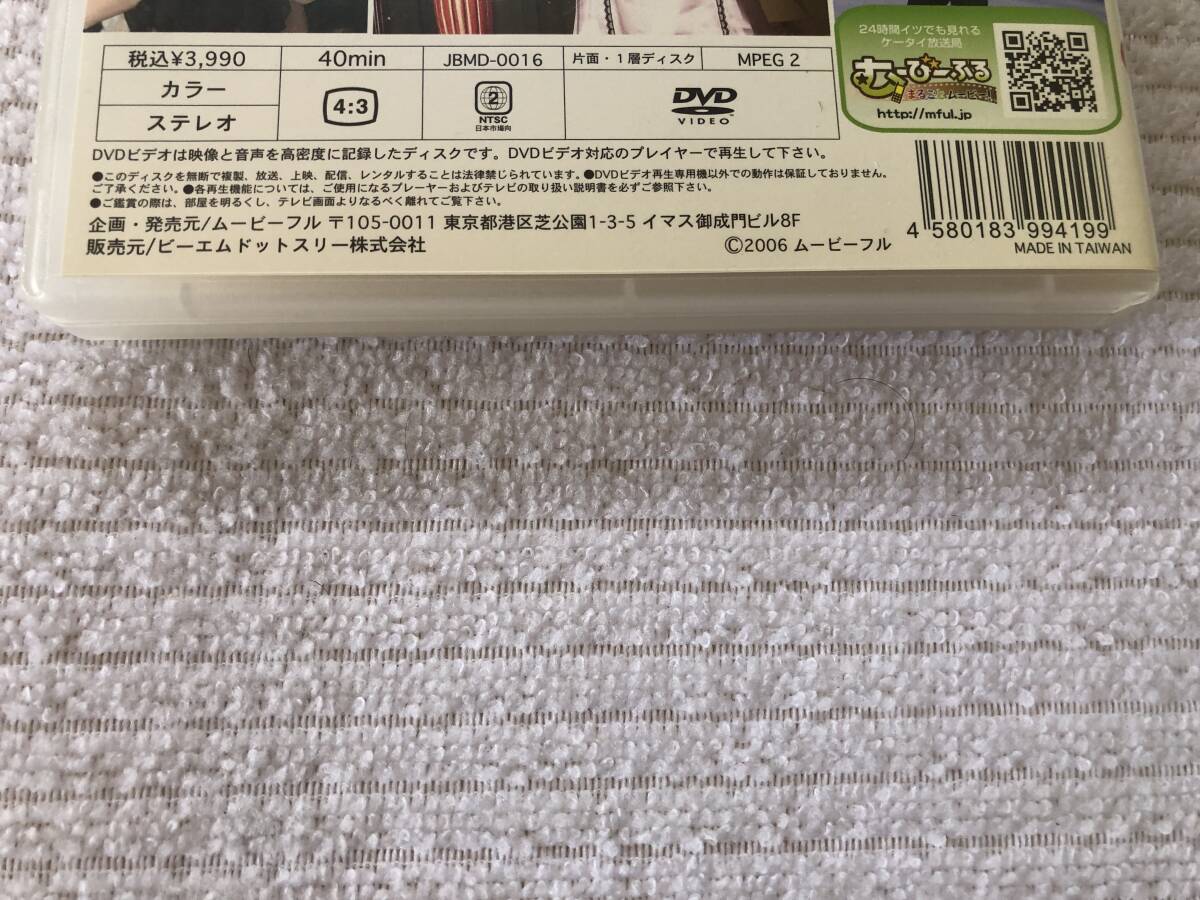 税込¥3,990
40min
JBMD-0016
片面・1層ディスク
MPEG 2
カラー
ステレオ
4:3
2
NTSC
日本市場向
DVD
VIDEO
24時間イツでも見れる
ケータイ放送局
むーびーふる
まるごとムービー!
http://mful.jp
DVDビデオは映像と音声を高密度に記録したディスクです。DVDビデオ対応のプレイヤーで再生して下さい。
●このディスクを無断で複製、放送、上映、配信、レンタルすることは法律禁じられています。●DVDビデオ再生専用機以外での動作は保証しておりません。
ご了承ください。●各再生機能については、ご使用になるプレーヤーおよびテレビの取り扱い説明書を必ずご参照下さい。
●ご鑑賞の際は、部屋を明るくし、テレビ画面よりなるべく離れてご覧下さい。
企画・発売元/ムービーフル 〒105-0011 東京都港区芝公園1-3-5 イマス御成門ビル8F
販売元/ビーエムドットスリー株式会社
©2006 ムービーフル
4 580183 994199
MADE IN TAIWAN